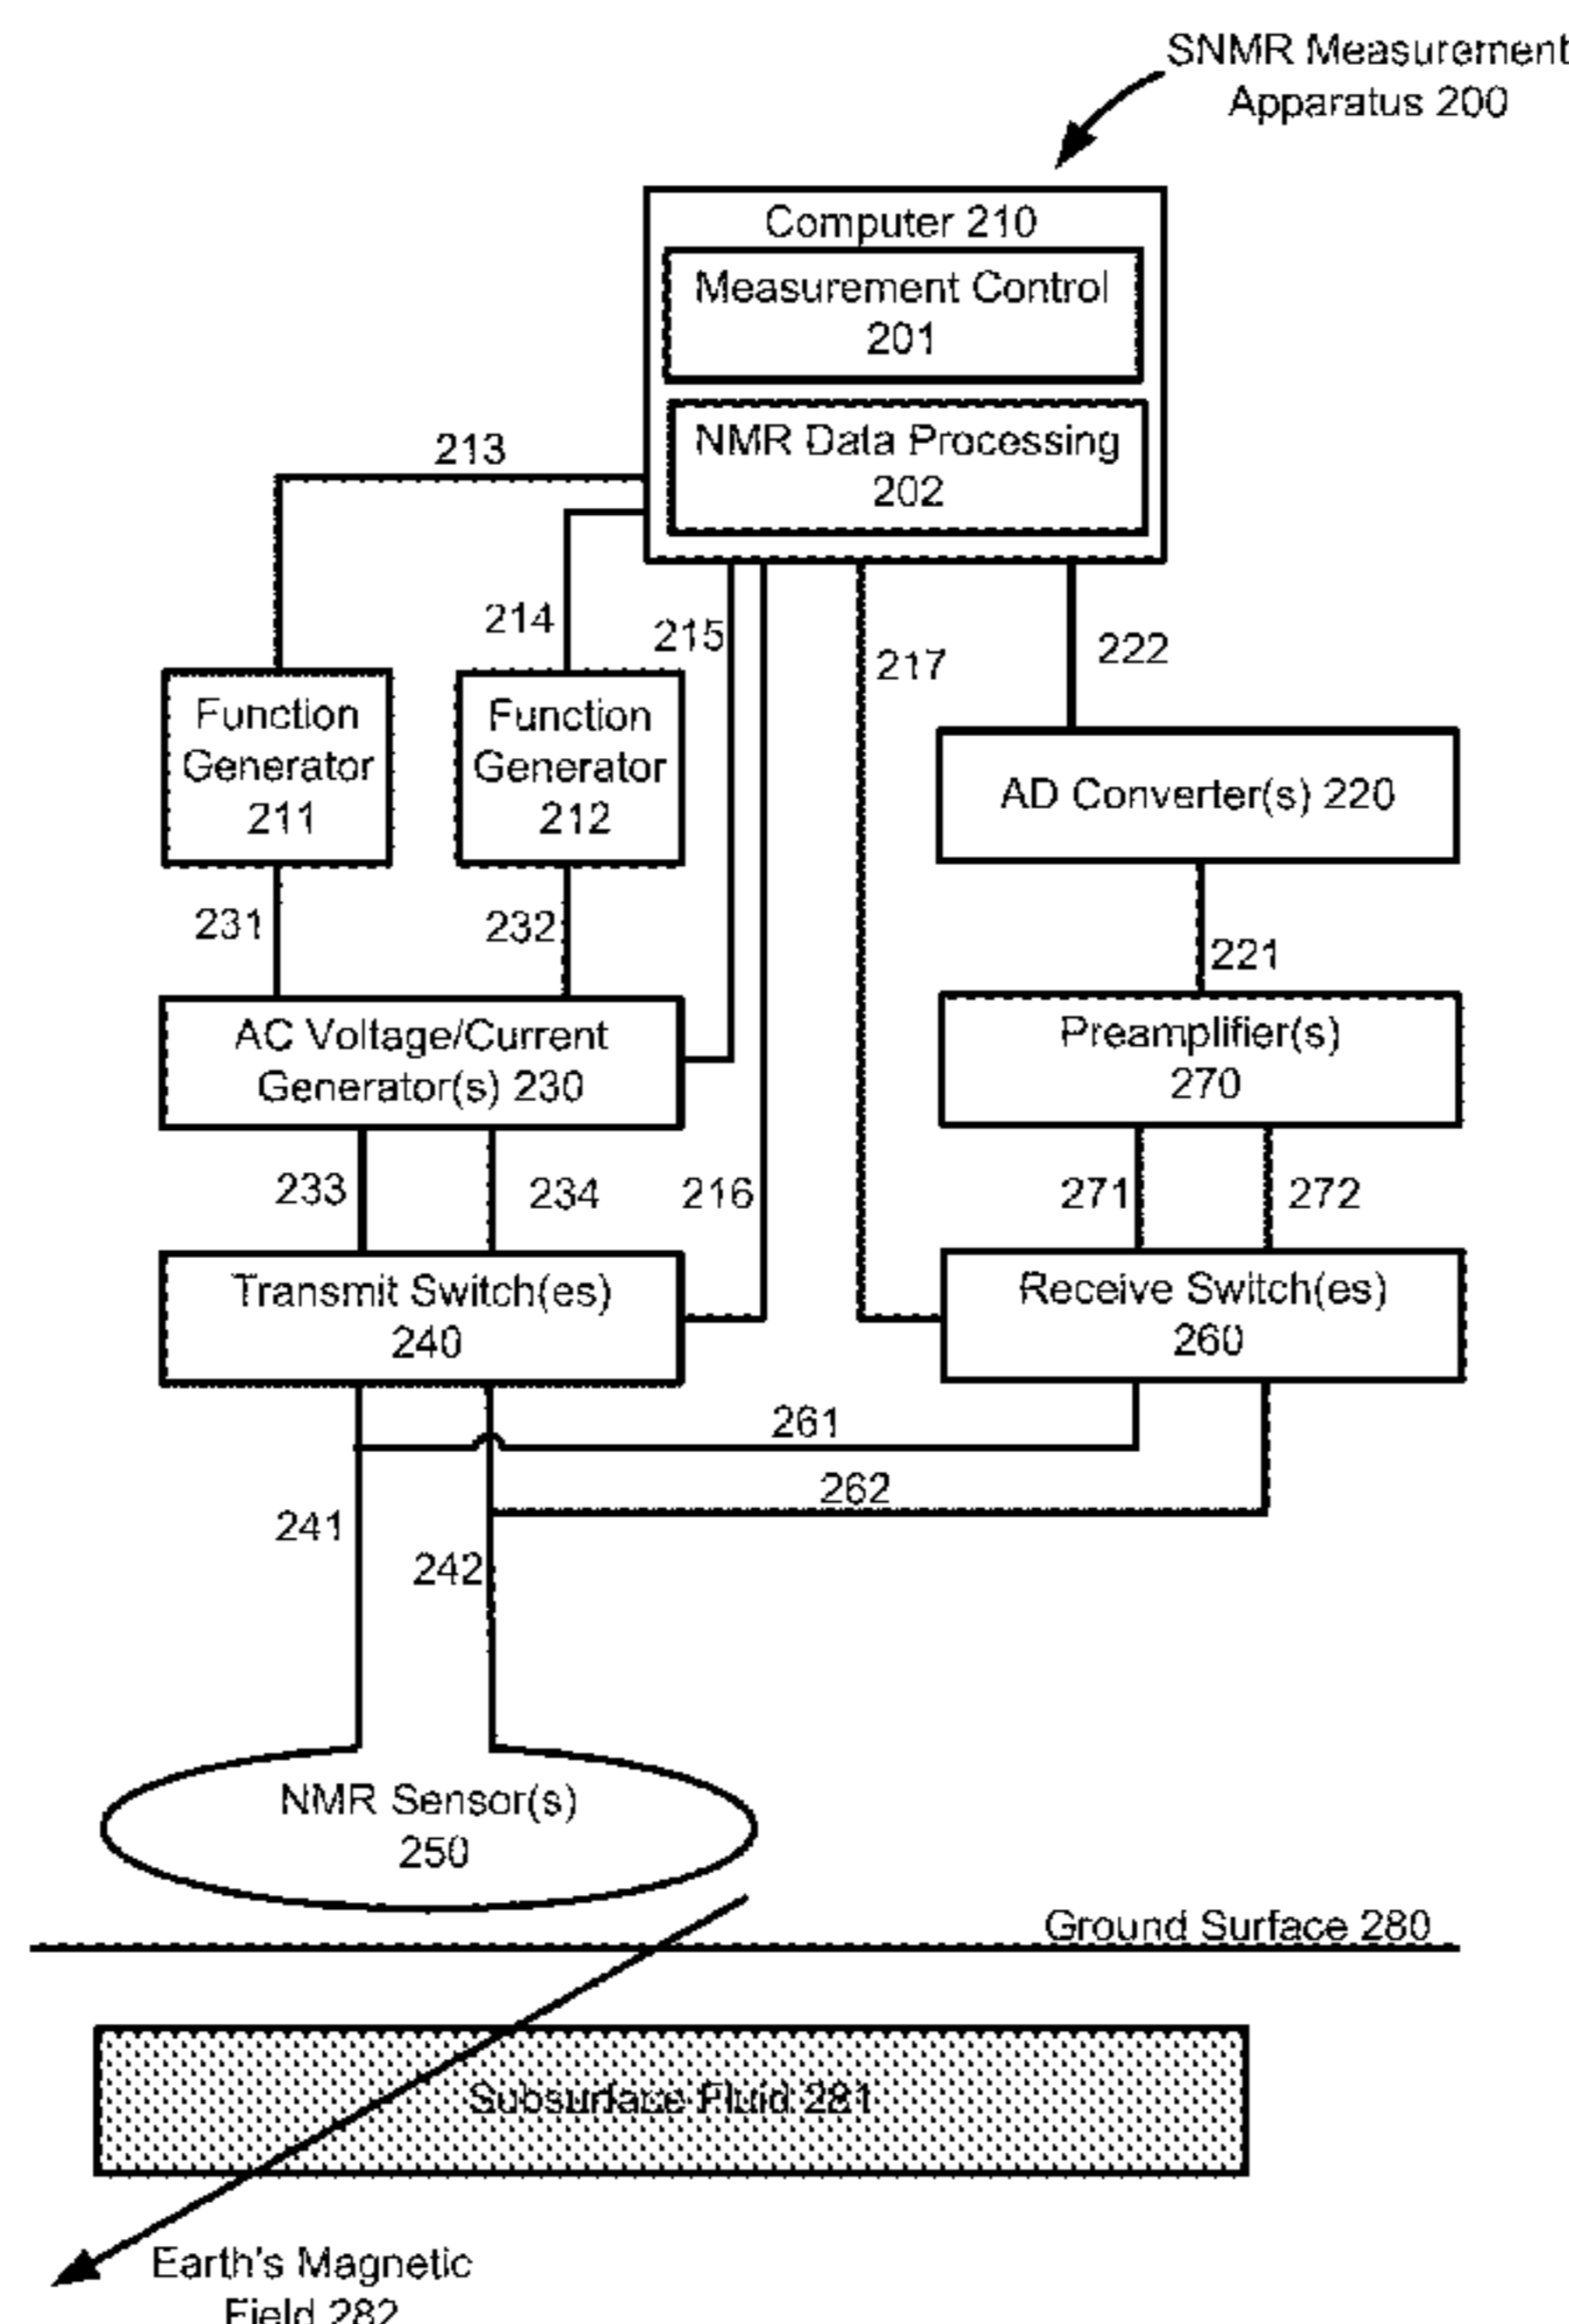 SNMR Measurement
Apparatus 200
Computer 210
Measurement Control
201
NMR Data Processing
202
213
214
215
217
222
Function
Generator
211
Function
Generator
212
AD Converter(s) 220
231
232
221
AC Voltage/Current
Generator(s) 230
Preamplifier(s)
270
233
234
216
271
272
Transmit Switch(es)
240
Receive Switch(es)
260
261
262
241
242
NMR Sensor(s)
250
Ground Surface 280
Subsurface Fluid 281
Earth's Magnetic
Field 282